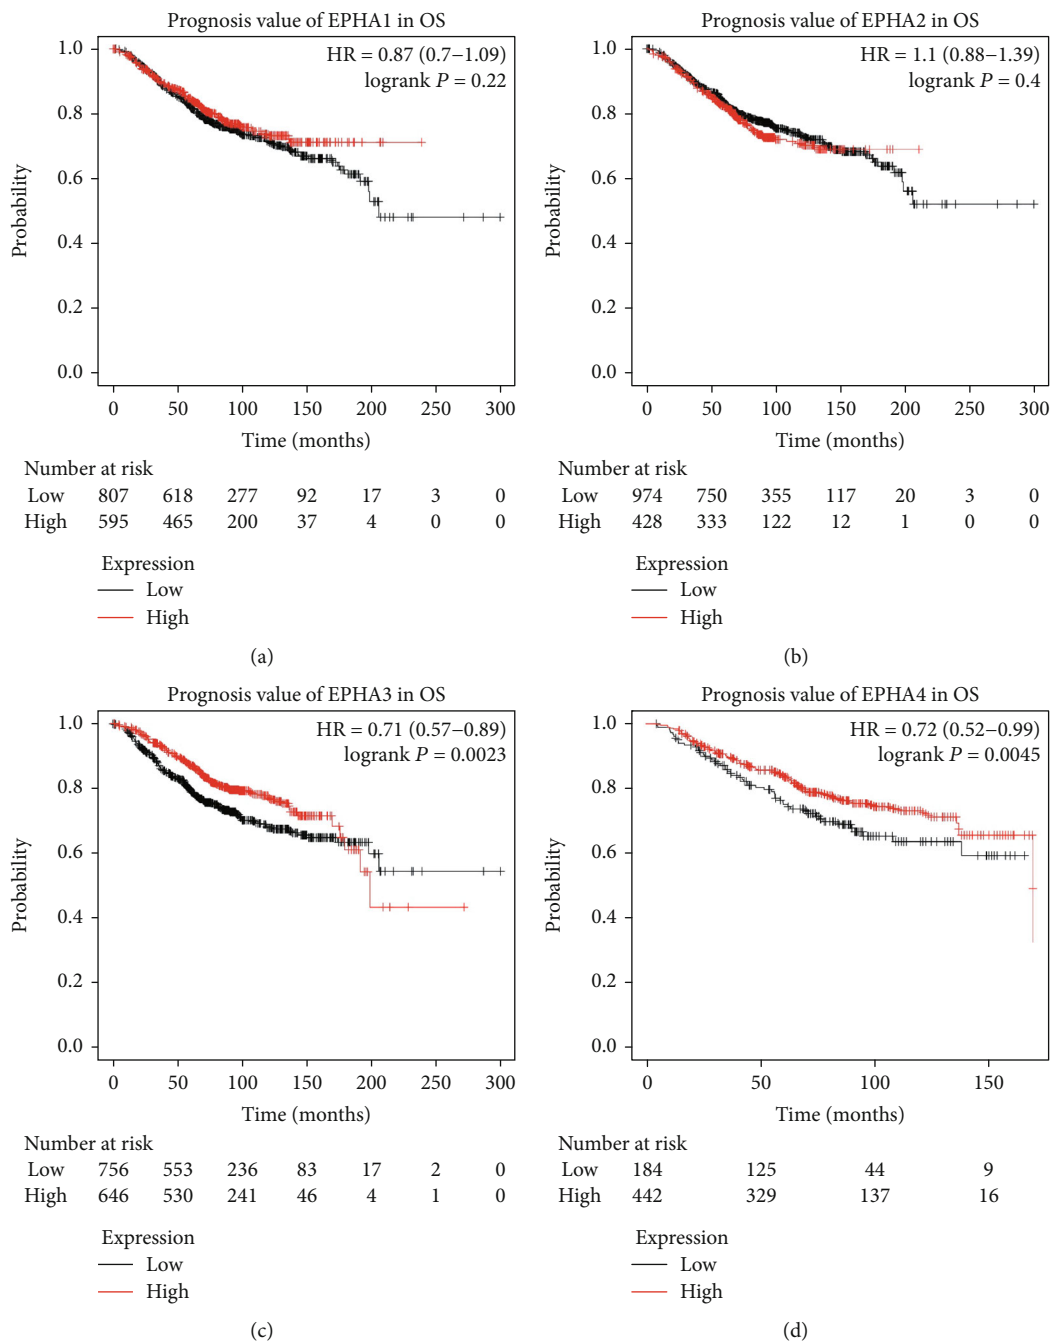 Prognosis value of EPHA1 in OS
HR = 0.87 (0.7−1.09)
logrank P = 0.22
1.0
0.8
0.6
0.4
0.2
0.0
Probability
0 50 100 150 200 250 300
Time (months)
Number at risk
Low 807 618 277 92 17 3 0
High 595 465 200 37 4 0 0
Expression
Low
High
(a)
Prognosis value of EPHA2 in OS
HR = 1.1 (0.88−1.39)
logrank P = 0.4
1.0
0.8
0.6
0.4
0.2
0.0
Probability
0 50 100 150 200 250 300
Time (months)
Number at risk
Low 974 750 355 117 20 3 0
High 428 333 122 12 1 0 0
Expression
Low
High
(b)
Prognosis value of EPHA3 in OS
HR = 0.71 (0.57−0.89)
logrank P = 0.0023
1.0
0.8
0.6
0.4
0.2
0.0
Probability
0 50 100 150 200 250 300
Time (months)
Number at risk
Low 756 553 236 83 17 2 0
High 646 530 241 46 4 1 0
Expression
Low
High
(c)
Prognosis value of EPHA4 in OS
HR = 0.72 (0.52−0.99)
logrank P = 0.0045
1.0
0.8
0.6
0.4
0.2
0.0
Probability
0 50 100 150
Time (months)
Number at risk
Low 184 125 44 9
High 442 329 137 16
Expression
Low
High
(d)